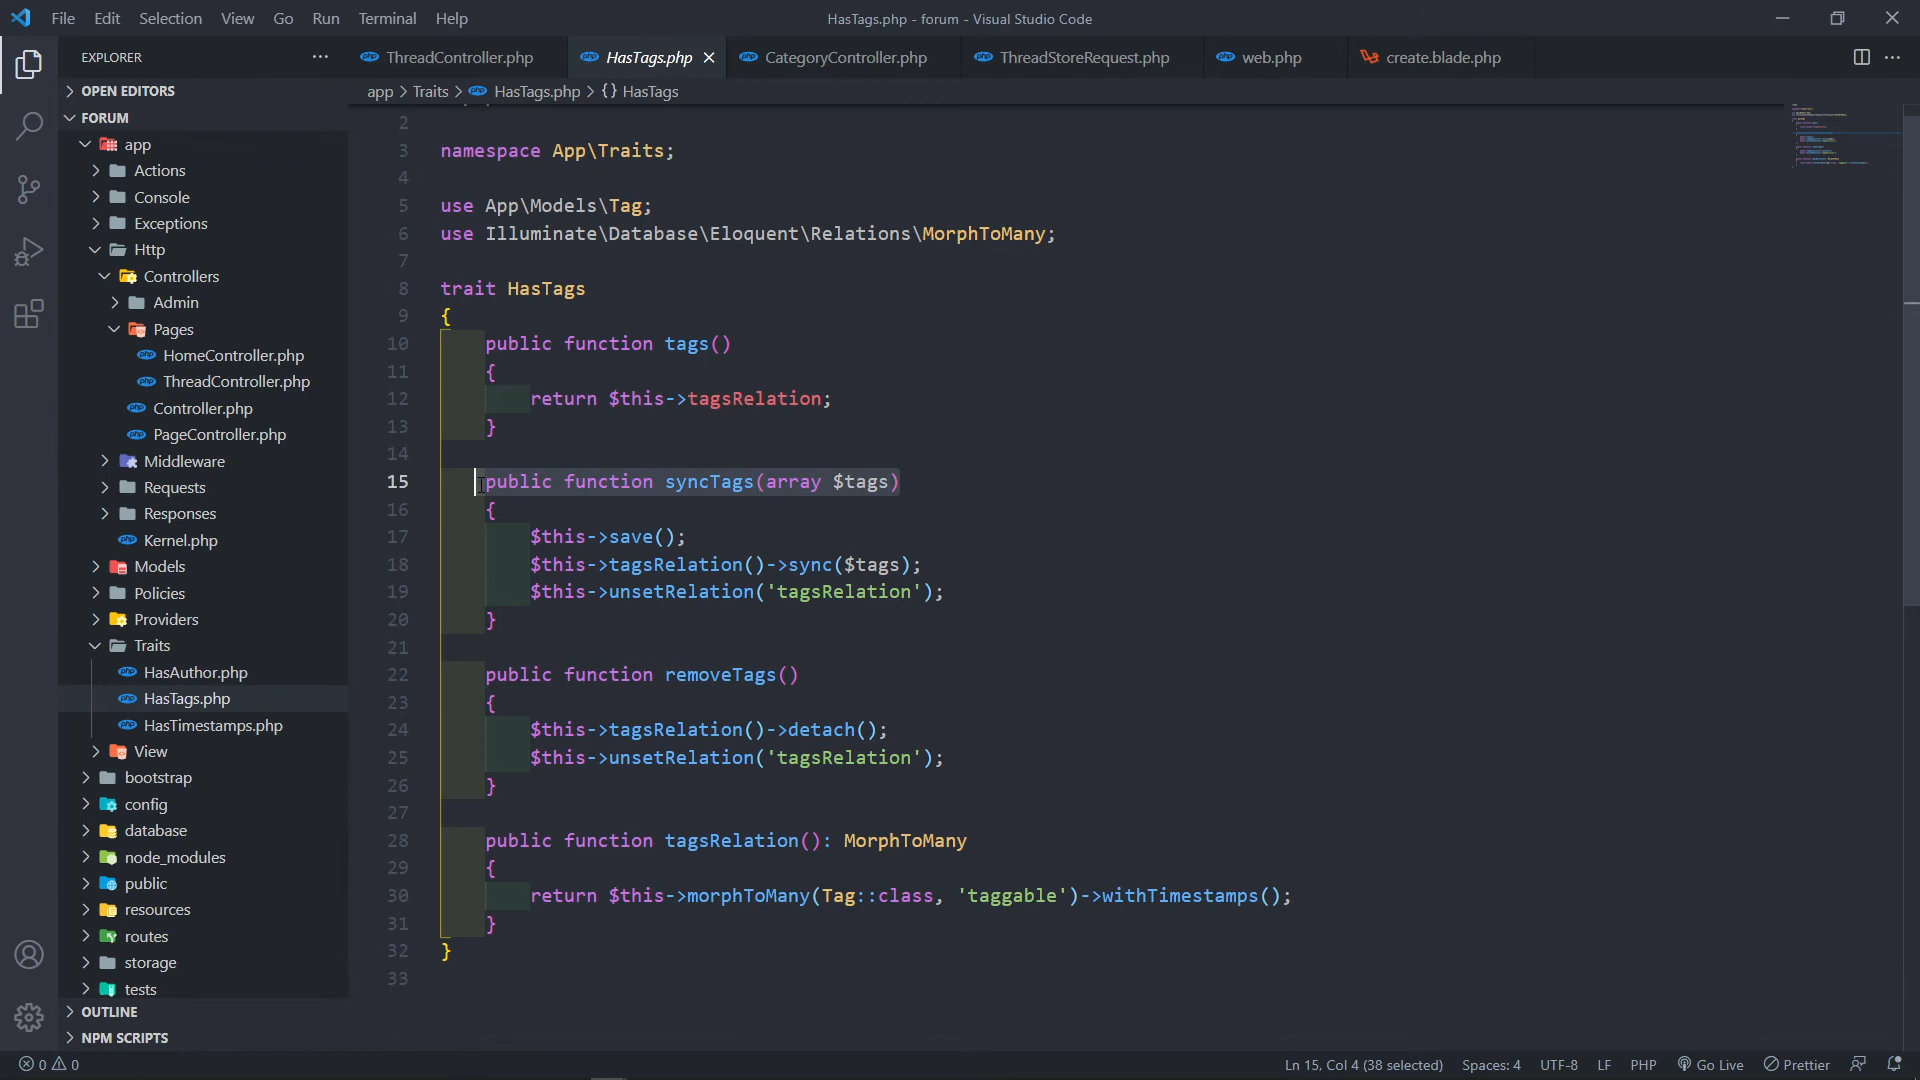 File Edit Selection View Go Run Terminal Help
HasTags.php - forum - Visual Studio Code
EXPLORER
ThreadController.php
HasTags.php
CategoryController.php
ThreadStoreRequest.php
web.php
create.blade.php
app > Traits > HasTags.php > {} HasTags
OPEN EDITORS
FORUM
app
Actions
Console
Exceptions
Http
Controllers
Admin
Pages
HomeController.php
ThreadController.php
Controller.php
PageController.php
Middleware
Requests
Responses
Kernel.php
Models
Policies
Providers
Traits
HasAuthor.php
HasTags.php
HasTimestamps.php
View
bootstrap
config
database
node_modules
public
resources
routes
storage
tests
OUTLINE
NPM SCRIPTS
2
3 namespace App\Traits;
4
5 use App\Models\Tag;
6 use Illuminate\Database\Eloquent\Relations\MorphToMany;
7
8 trait HasTags
9 {
10 public function tags()
11 {
12 return $this->tagsRelation;
13 }
14
15 public function syncTags(array $tags)
16 {
17 $this->save();
18 $this->tagsRelation()->sync($tags);
19 $this->unsetRelation('tagsRelation');
20 }
21
22 public function removeTags()
23 {
24 $this->tagsRelation()->detach();
25 $this->unsetRelation('tagsRelation');
26 }
27
28 public function tagsRelation(): MorphToMany
29 {
30 return $this->morphToMany(Tag::class, 'taggable')->withTimestamps();
31 }
32 }
33
0 0
Ln 15, Col 4 (38 selected) Spaces: 4 UTF-8 LF PHP Go Live Prettier